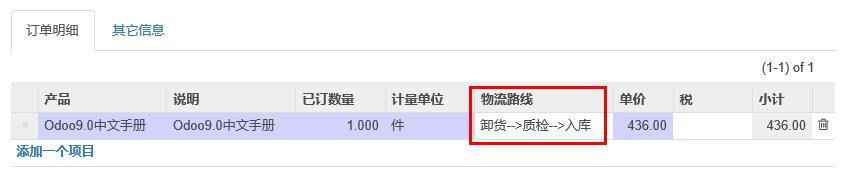 订单明细 其它信息
(1-1) of 1
产品 说明 已订数量 计量单位 物流路线 单价 税 小计
Odoo9.0中文手册 Odoo9.0中文手册 1.000 件 卸货-->质检-->入库 436.00 436.00
添加一个项目